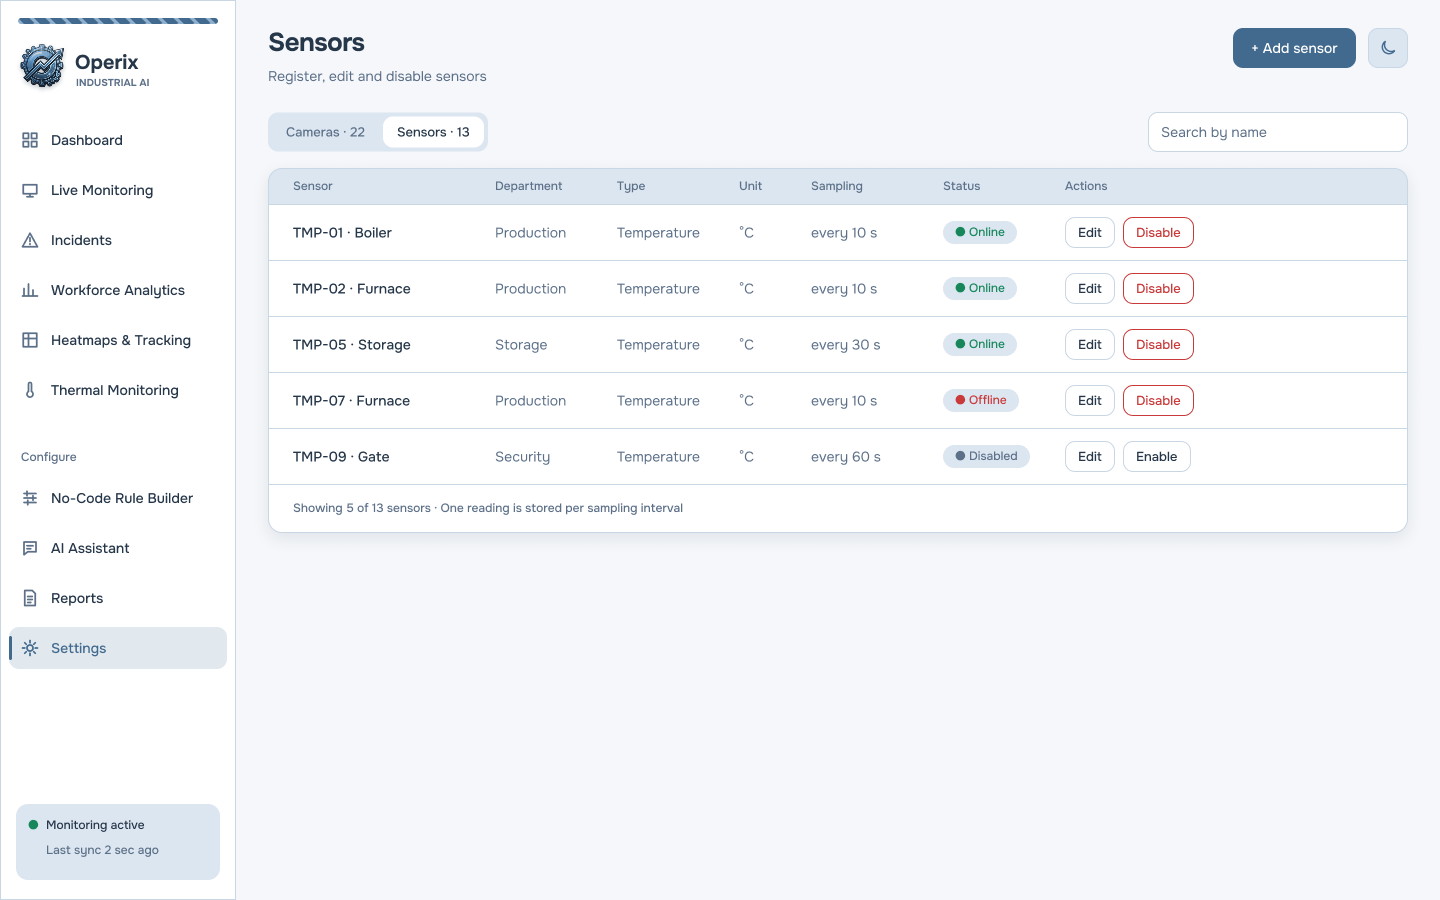 Operix
INDUSTRIAL AI
Dashboard
Live Monitoring
Incidents
Workforce Analytics
Heatmaps & Tracking
Thermal Monitoring
Configure
No-Code Rule Builder
AI Assistant
Reports
Settings
Monitoring active
Last sync 2 sec ago
Sensors
Register, edit and disable sensors
+ Add sensor
Cameras · 22 Sensors · 13
Search by name
Sensor Department Type Unit Sampling Status Actions
TMP-01 · Boiler Production Temperature °C every 10 s Online Edit Disable
TMP-02 · Furnace Production Temperature °C every 10 s Online Edit Disable
TMP-05 · Storage Storage Temperature °C every 30 s Online Edit Disable
TMP-07 · Furnace Production Temperature °C every 10 s Offline Edit Disable
TMP-09 · Gate Security Temperature °C every 60 s Disabled Edit Enable
Showing 5 of 13 sensors · One reading is stored per sampling interval